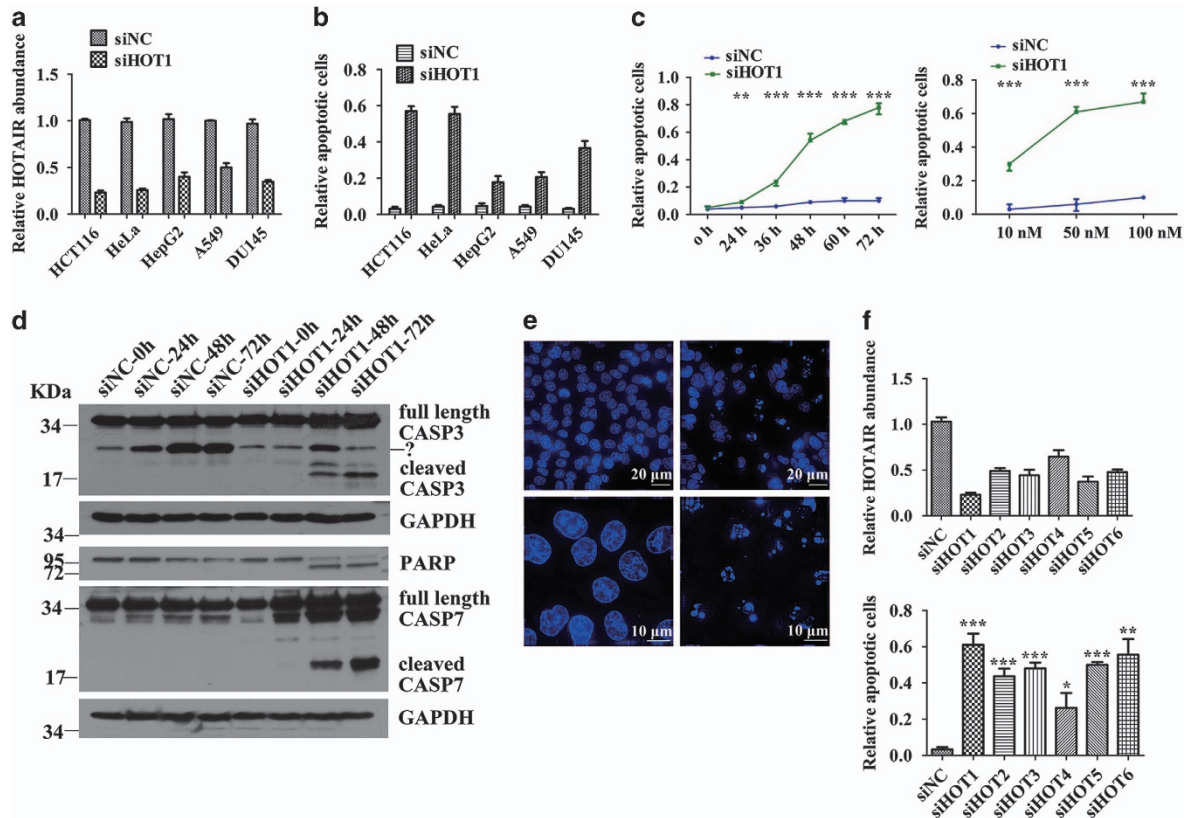 a
siNC
siHOT1
Relative HOTAIR abundance
1.5
1.0
0.5
0.0
HCT116
HeLa
HepG2
A549
DU145
b
siNC
siHOT1
Relative apoptotic cells
0.8
0.6
0.4
0.2
0.0
HCT116
HeLa
HepG2
A549
DU145
c
siNC
siHOT1
Relative apoptotic cells
1.0
0.8
0.6
0.4
0.2
0.0
** *** *** *** ***
0 h
24 h
36 h
48 h
60 h
72 h
siNC
siHOT1
Relative apoptotic cells
0.8
0.6
0.4
0.2
0.0
*** *** ***
10 nM 50 nM 100 nM
d
siNC-0h
siNC-24h
siNC-48h
siNC-72h
siHOT1-0h
siHOT1-24h
siHOT1-48h
siHOT1-72h
KDa
34
17
full length
CASP3
?
cleaved
CASP3
GAPDH
34
95
72
PARP
34
full length
CASP7
cleaved
CASP7
17
GAPDH
34
e
20 µm
20 µm
10 µm
10 µm
f
Relative HOTAIR abundance
1.5
1.0
0.5
0.0
siNC
siHOT1
siHOT2
siHOT3
siHOT4
siHOT5
siHOT6
Relative apoptotic cells
0.8
0.6
0.4
0.2
0.0
*** *** *** * *** **
siNC
siHOT1
siHOT2
siHOT3
siHOT4
siHOT5
siHOT6